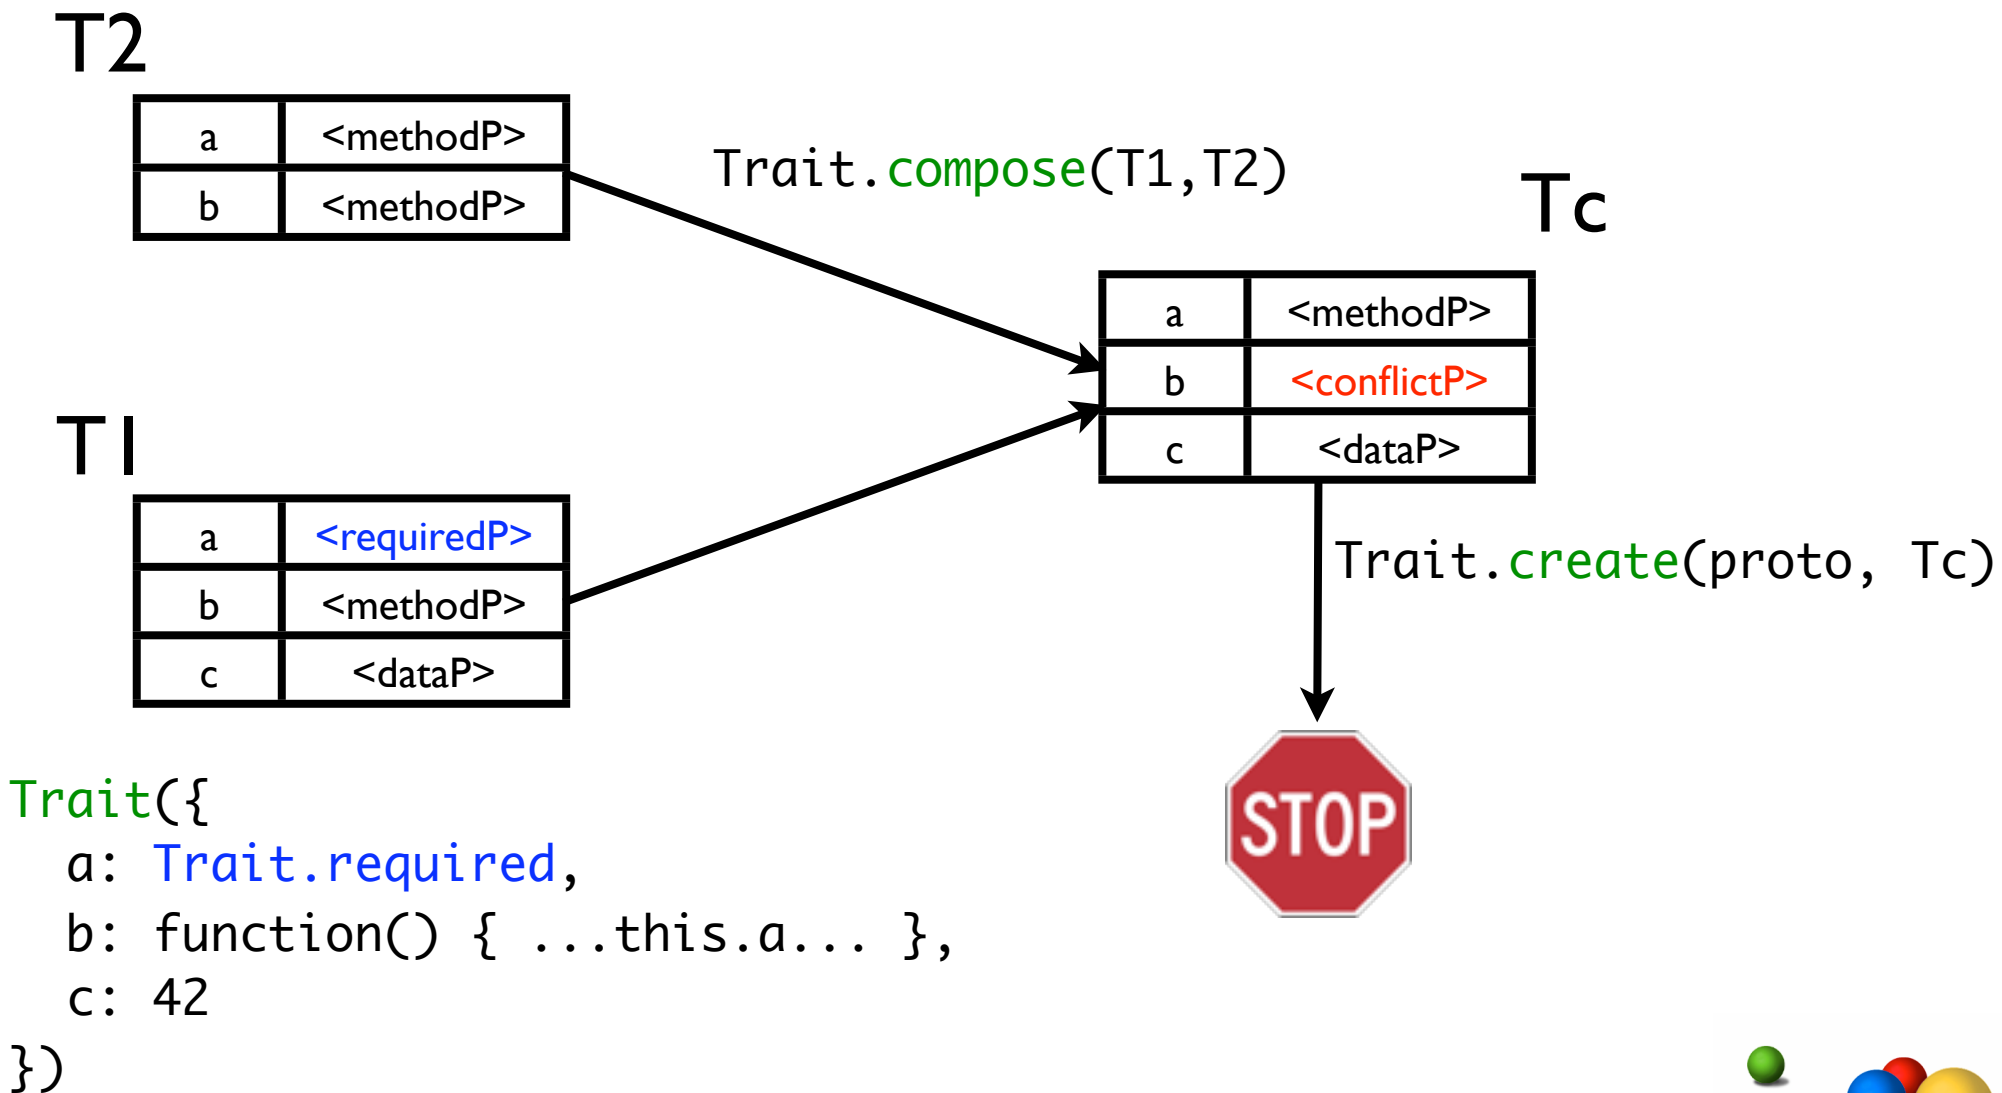 T2
a <methodP>
b <methodP>
Trait.compose(T1,T2)
Tc
a <methodP>
b <conflictP>
c <dataP>
T1
a <requiredP>
b <methodP>
c <dataP>
Trait.create(proto, Tc)
STOP
Trait({
a: Trait.required,
b: function() { ...this.a... },
c: 42
})